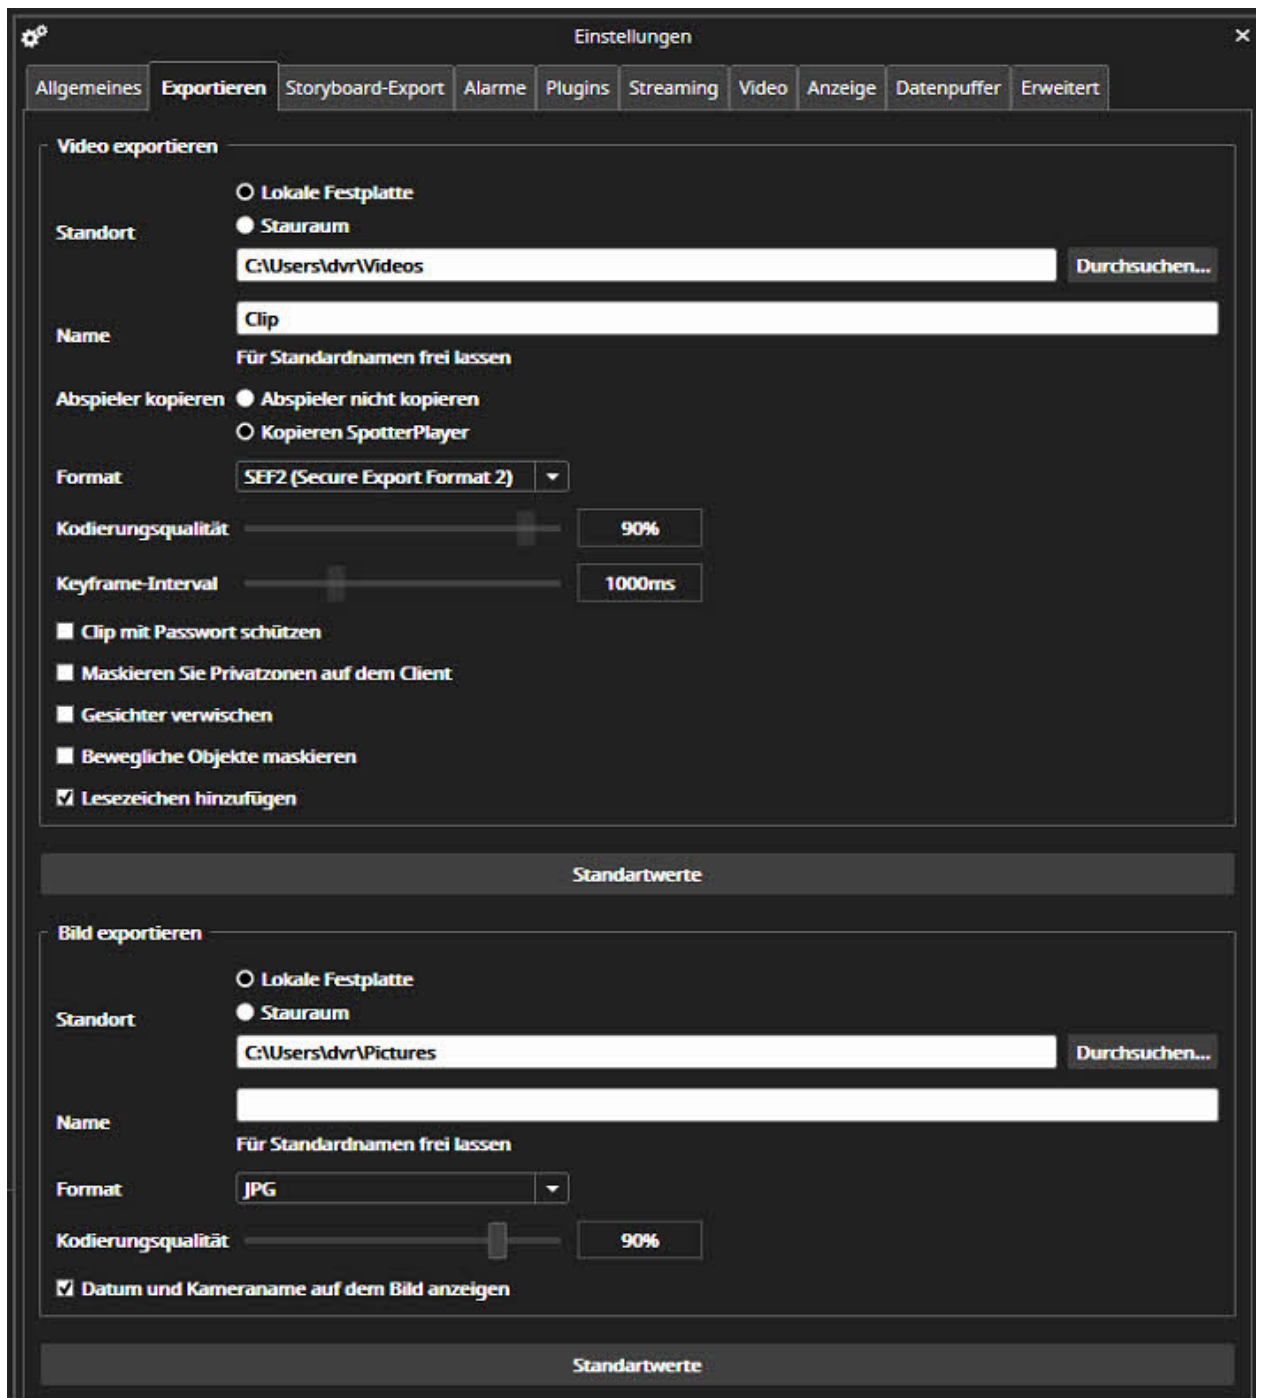 Einstellungen
Allgemeines Exportieren Storyboard-Export Alarme Plugins Streaming Video Anzeige Datenpuffer Erweitert
Video exportieren
Lokale Festplatte
Stauraum
Standort
C:\Users\dvr\Videos Durchsuchen...
Clip
Name
Für Standardnamen frei lassen
Abspieler kopieren Abspieler nicht kopieren
Kopieren SpotterPlayer
Format SEF2 (Secure Export Format 2)
Kodierungsqualität 90%
Keyframe-Interval 1000ms
Clip mit Passwort schützen
Maskieren Sie Privatzonen auf dem Client
Gesichter verwischen
Bewegliche Objekte maskieren
Lesezeichen hinzufügen
Standartwerte
Bild exportieren
Lokale Festplatte
Stauraum
Standort
C:\Users\dvr\Pictures Durchsuchen...
Name
Für Standardnamen frei lassen
Format JPG
Kodierungsqualität 90%
Datum und Kameraname auf dem Bild anzeigen
Standartwerte